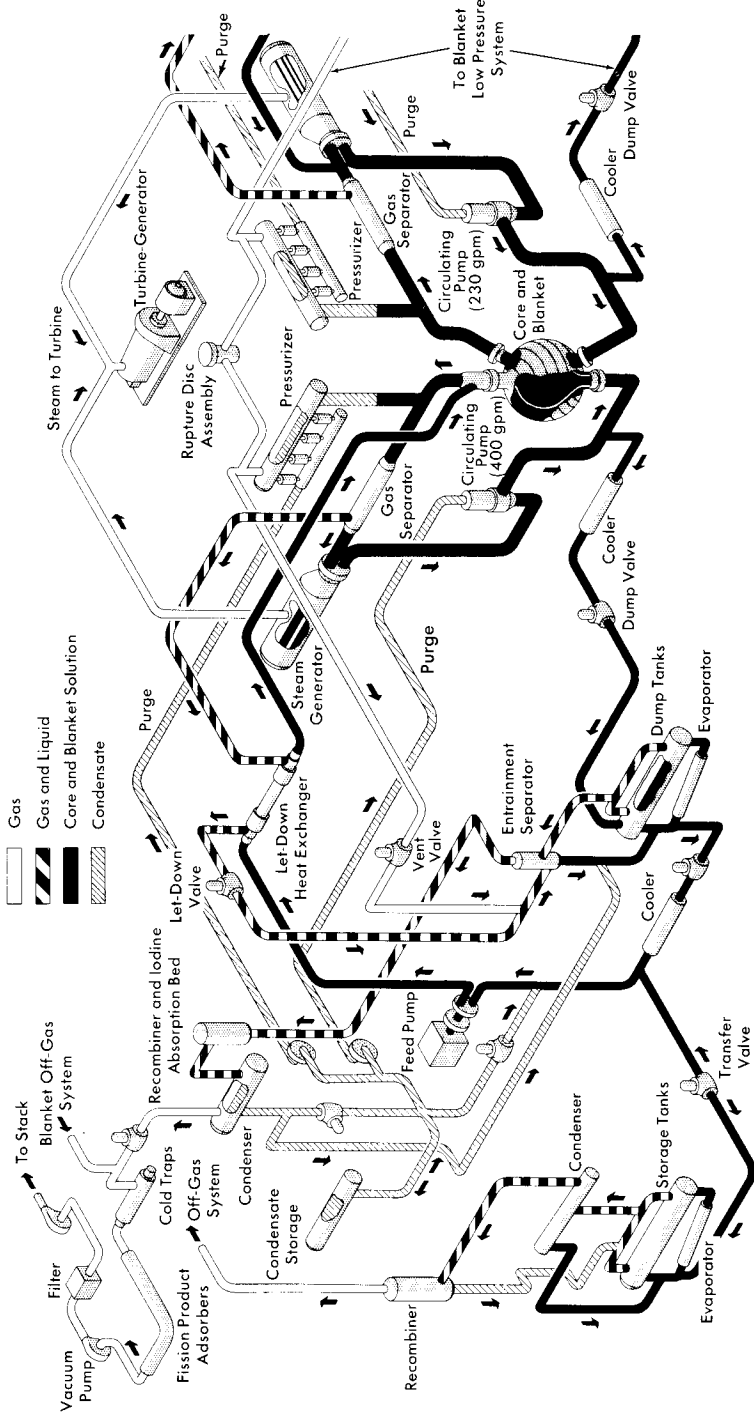 Gas
Gas and Liquid
Core and Blanket Solution
Condensate
To Stack
Blanket Off-Gas
System
Filter
Vacuum
Pump
Cold Traps
Fission Product
Adsorbers
Recombiner and Iodine
Absorption Bed
Condenser
Off-Gas
System
Condensate
Storage
Recombiner
Condenser
Storage Tanks
Evaporator
Transfer
Valve
Feed Pump
Let-Down
Valve
Let-Down
Heat Exchanger
Vent
Valve
Entrainment
Separator
Cooler
Dump Tanks
Evaporator
Dump Valve
Cooler
Purge
Purge
Steam
Generator
Gas
Separator
Circulating
Pump
(400 gpm)
Pressurizer
Rupture Disc
Assembly
Steam to Turbine
Turbine-Generator
Pressurizer
Gas
Separator
Circulating
Pump
(230 gpm)
Core and
Blanket
Purge
Purge
To Blanket
Low Pressure
System
Cooler
Dump Valve